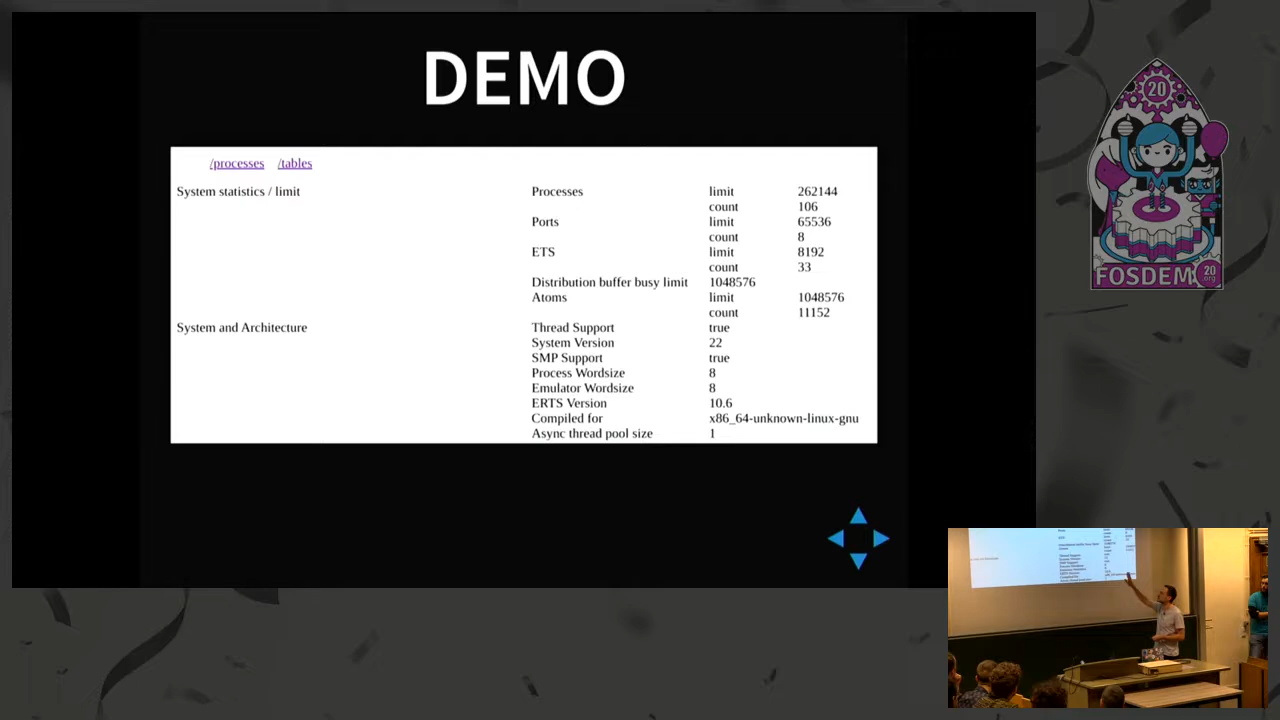 DEMO
/processes /tables
System statistics / limit Processes limit 262144
count 106
Ports limit 65536
count 8
ETS limit 8192
count 33
Distribution buffer busy limit 1048576
Atoms limit 1048576
count 11152
System and Architecture Thread Support true
System Version 22
SMP Support true
Process Wordsize 8
Emulator Wordsize 8
ERTS Version 10.6
Compiled for x86_64-unknown-linux-gnu
Async thread pool size 1
20
FOSDEM
20
.org